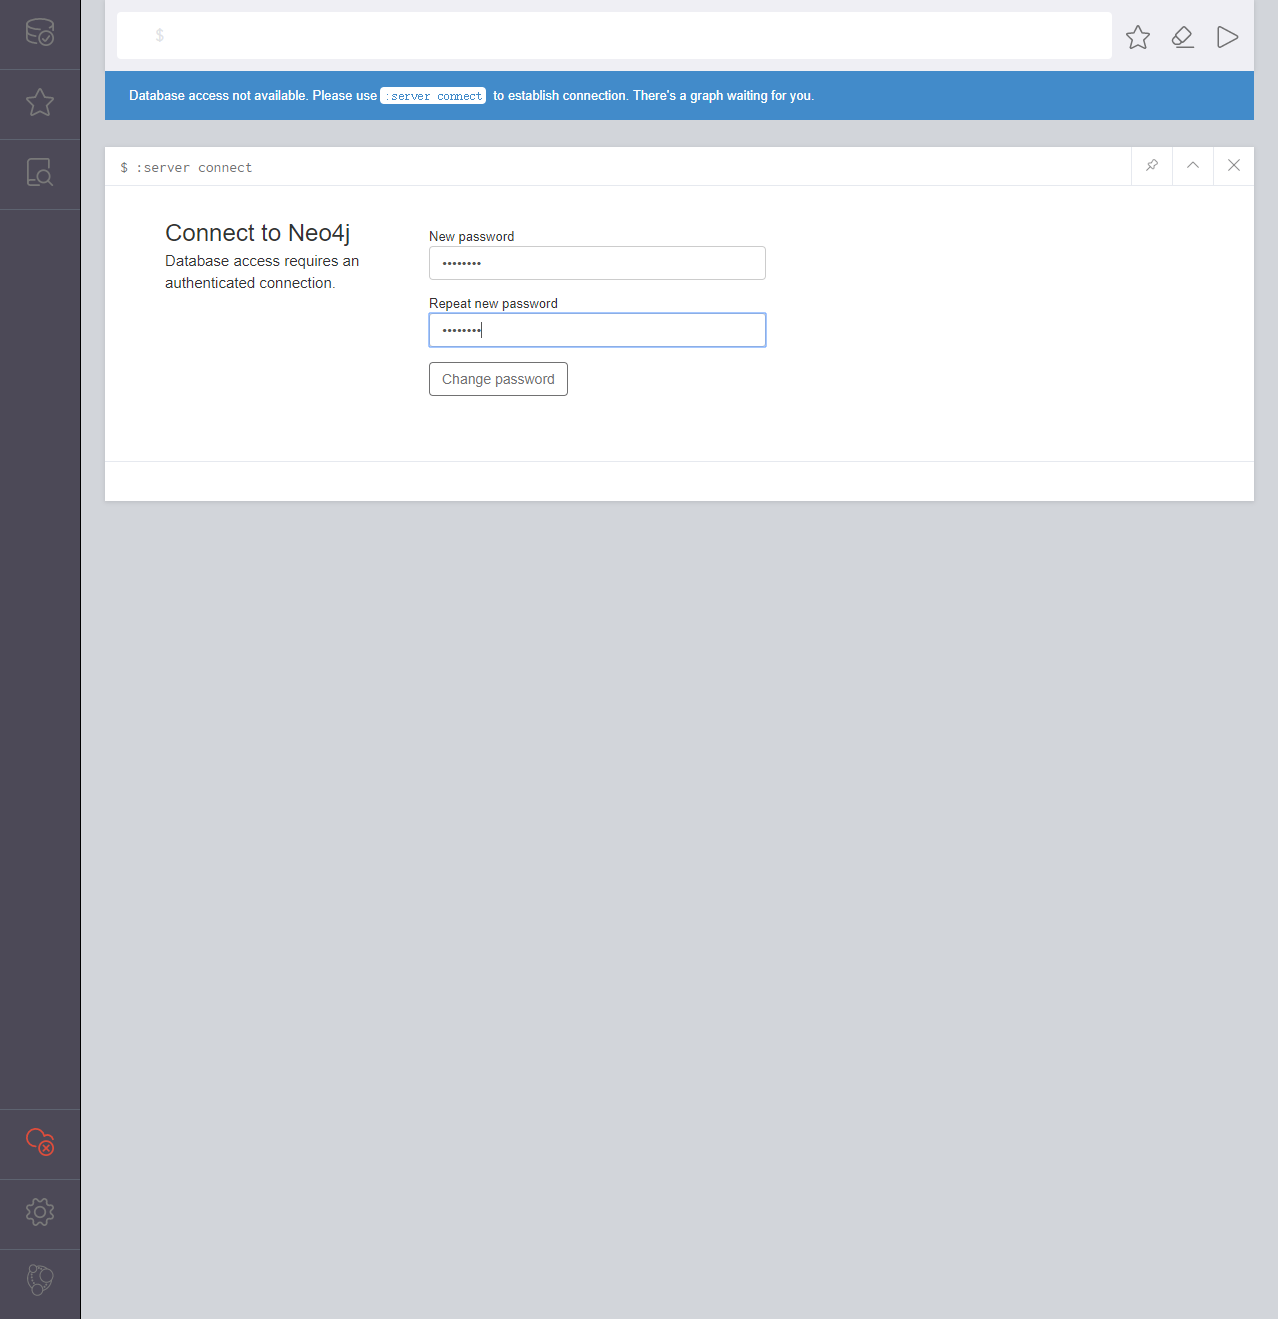 $
Database access not available. Please use :server connect to establish connection. There's a graph waiting for you.
$ :server connect
Connect to Neo4j
Database access requires an
authenticated connection.
New password
••••••••
Repeat new password
••••••••
Change password